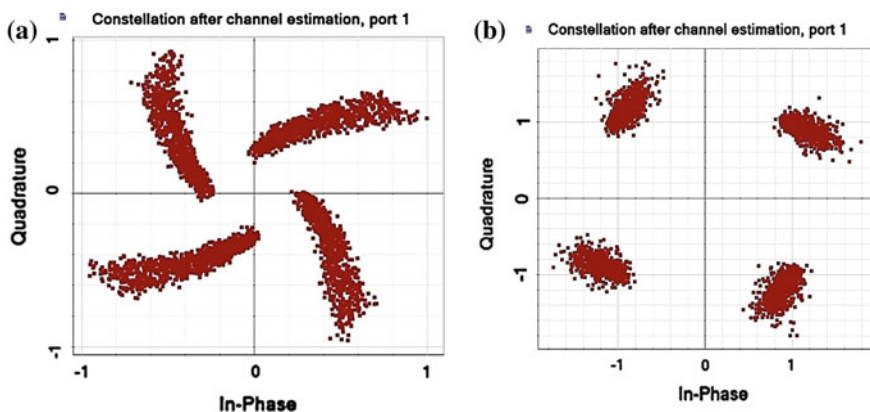 (a)
Constellation after channel estimation, port 1
Quadrature
1
0
-1
-1
0
1
In-Phase
(b)
Constellation after channel estimation, port 1
Quadrature
1
0
-1
-1
0
1
In-Phase